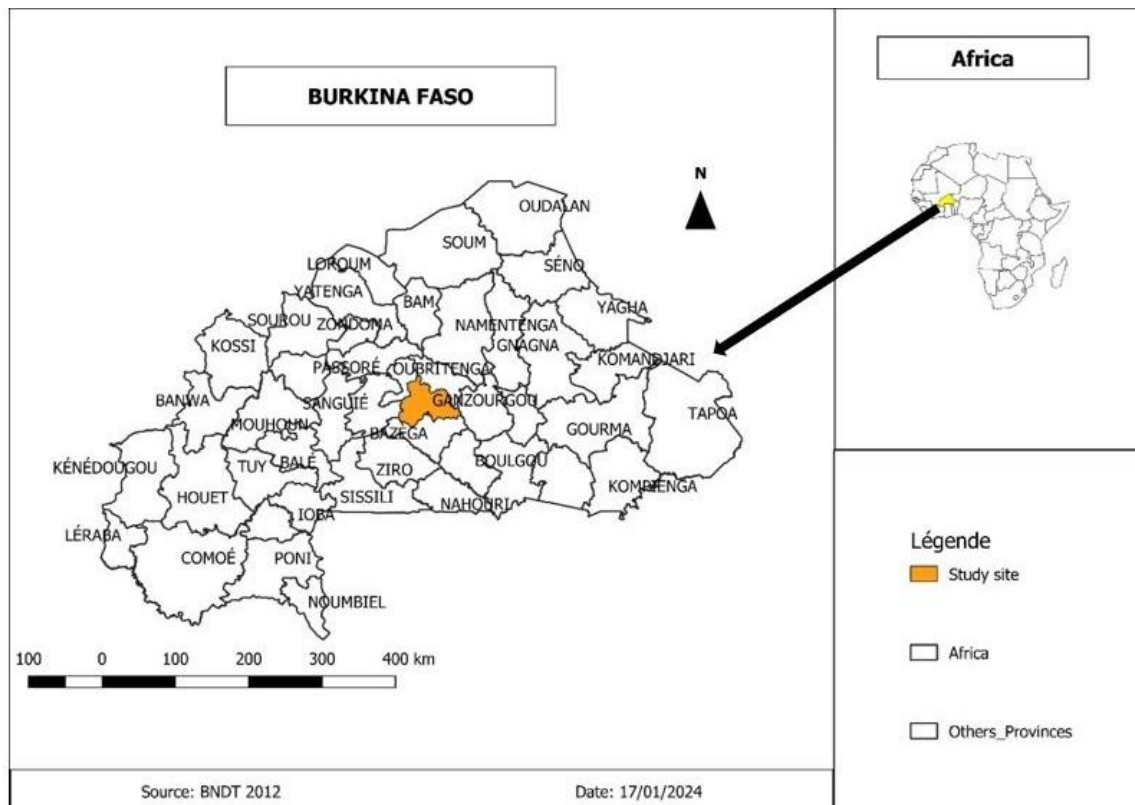 BURKINA FASO
Africa
N
OUDALAN
SOUM
SÉNO
LOROUM
YATENGA
BAM
YAGHA
SOUROU
ZONDOMA
NAMENTENGA
KOSSI
GNAGNA
KOMANDJARI
PASSORÉ
OUBRITENGA
BANWA
SANGUIÉ
GANZOURGOU
TAPOA
MOUHOUN
BAZEGA
GOURMA
KÉNÉDOUGOU
TUY
BALÉ
ZIRO
BOULGOU
HOUET
SISSILI
NAHOURI
KOMPIENGA
IOBA
LÉRABA
COMOÉ
PONI
NOUMBIEL
100 0 100 200 300 400 km
Légende
Study site
Africa
Others_Provinces
Source: BNDT 2012
Date: 17/01/2024